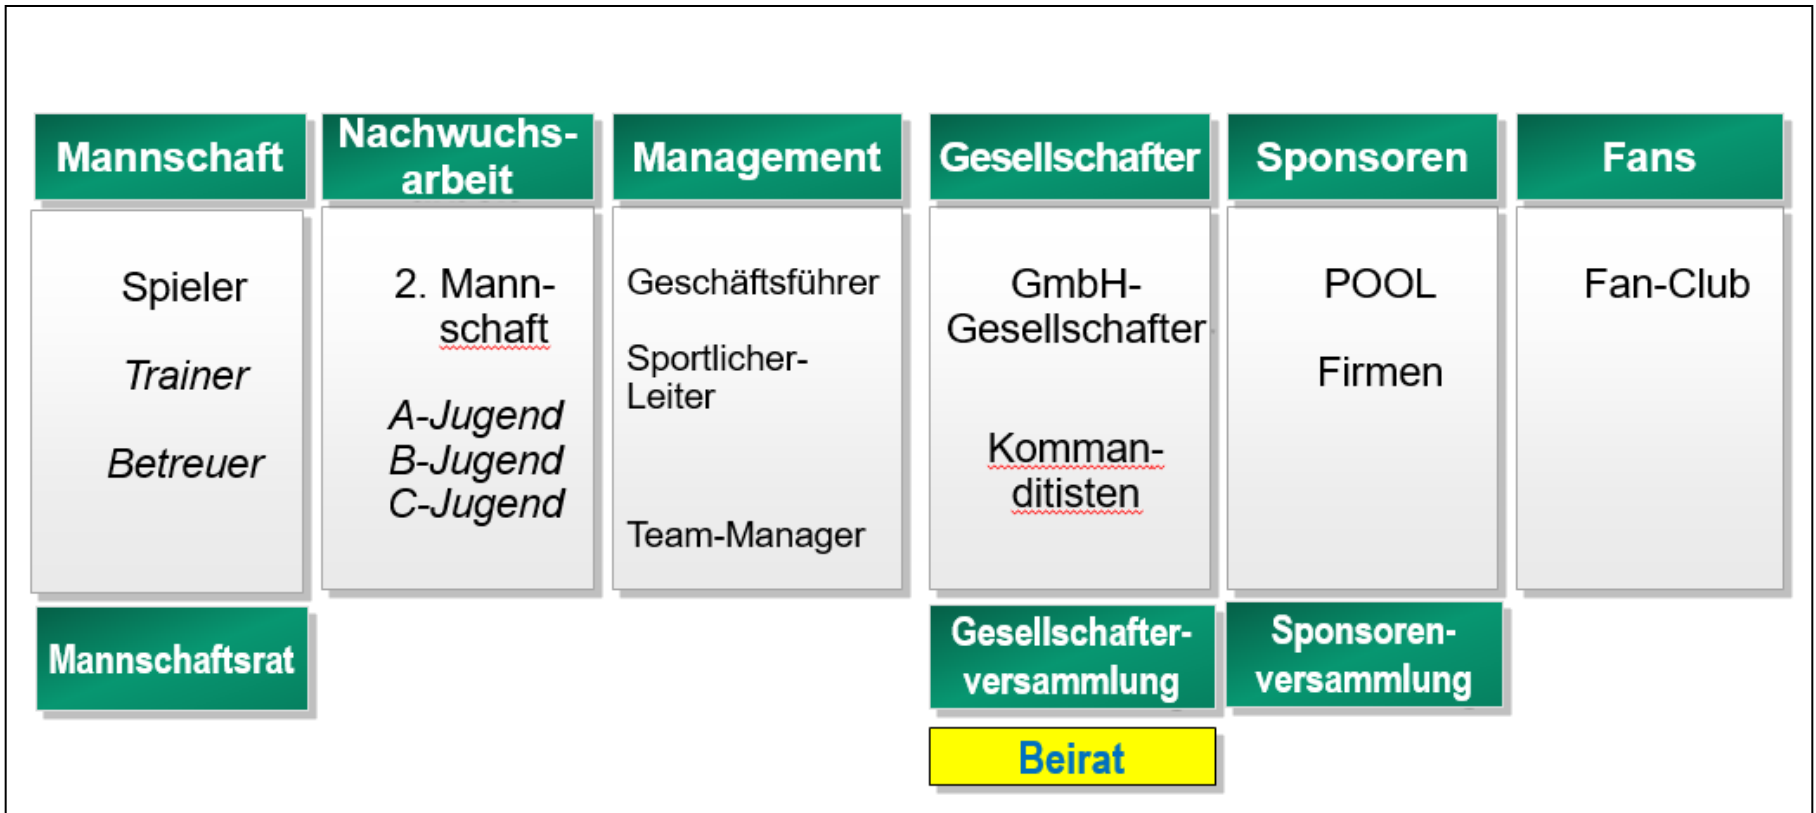 Mannschaft
Spieler
Trainer
Betreuer
Mannschaftsrat
Nachwuchs-
arbeit
2. Mann-
schaft
A-Jugend
B-Jugend
C-Jugend
Management
Geschäftsführer
Sportlicher-
Leiter
Team-Manager
Gesellschafter
GmbH-
Gesellschafter
Komman-
ditisten
Gesellschafter-
versammlung
Beirat
Sponsoren
POOL
Firmen
Sponsoren-
versammlung
Fans
Fan-Club